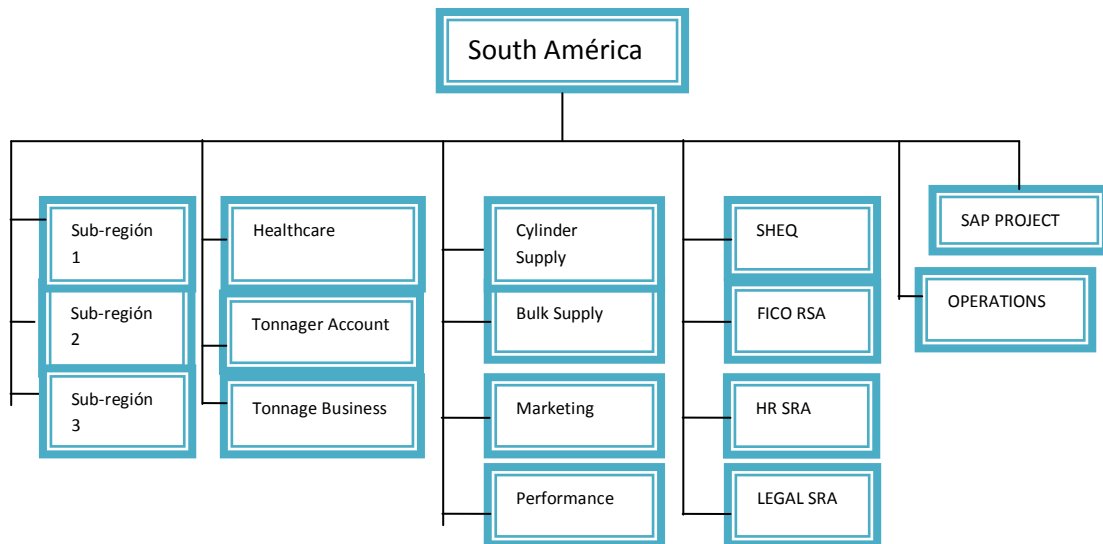 South América
Sub-región
1
Sub-región
2
Sub-región
3
Healthcare
Tonnager Account
Tonnage Business
Cylinder
Supply
Bulk Supply
Marketing
Performance
SHEQ
FICO RSA
HR SRA
LEGAL SRA
SAP PROJECT
OPERATIONS